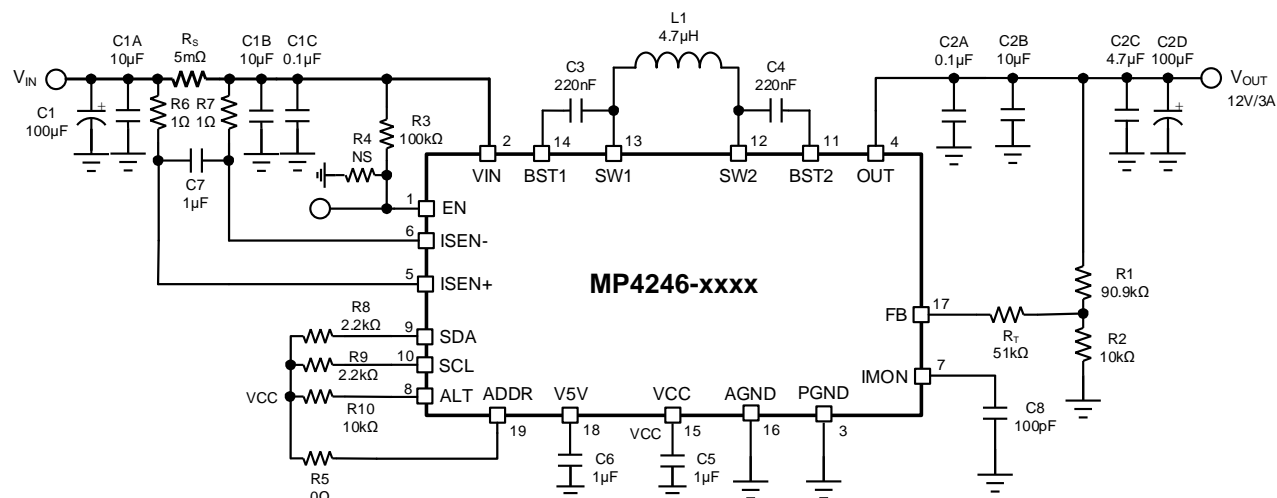 L1
4.7µH
C1A
10µF
RS
5mΩ
C1B
10µF
C1C
0.1µF
C3
220nF
C4
220nF
C2A
0.1µF
C2B
10µF
C2C
4.7µF
C2D
100µF
VIN
VOUT
12V/3A
C1
100µF
R6
1Ω
R7
1Ω
R3
100kΩ
R4
NS
C7
1µF
2
14
13
12
11
4
VIN
BST1
SW1
SW2
BST2
OUT
1
EN
6
ISEN-
5
ISEN+
MP4246-xxxx
R1
90.9kΩ
17
FB
RT
51kΩ
R2
10kΩ
R8
2.2kΩ
9
SDA
R9
2.2kΩ
10
SCL
7
IMON
VCC
8
ALT
R10
10kΩ
ADDR
V5V
VCC
AGND
PGND
C8
100pF
19
18
VCC
15
16
3
C6
1µF
C5
1µF
R5
0Ω